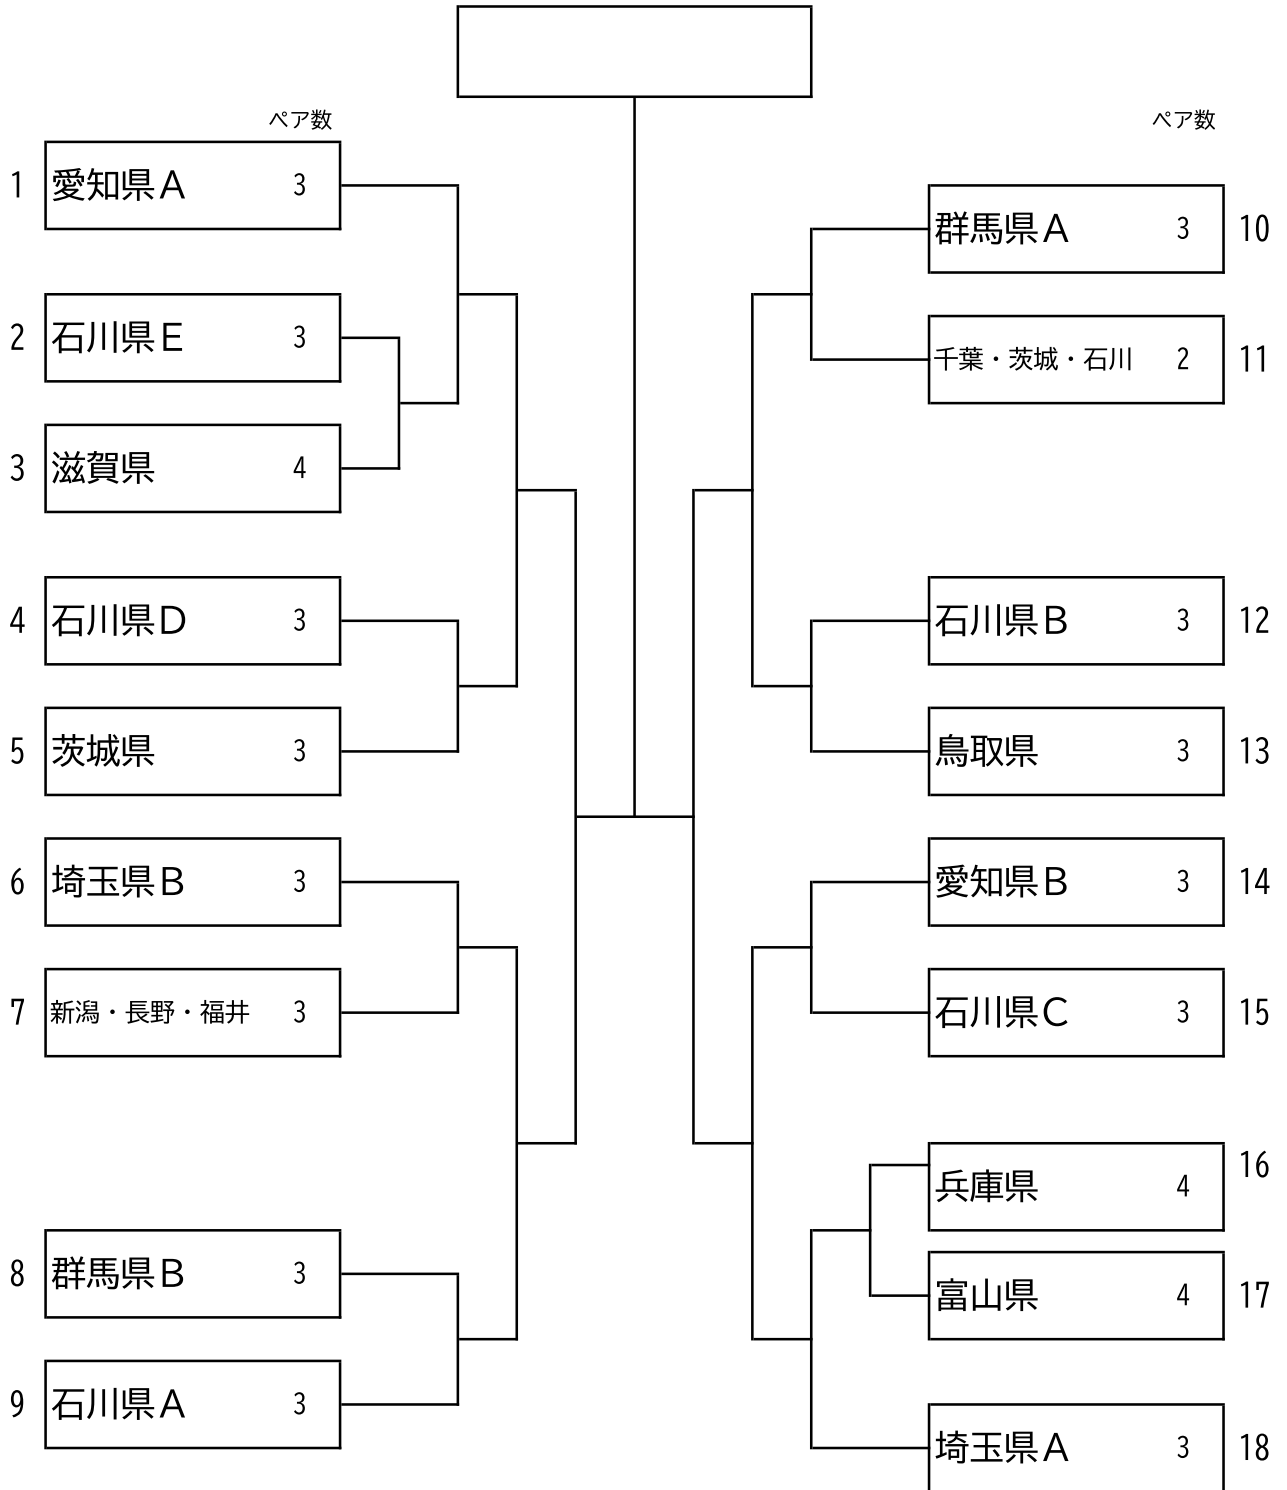 ペア数
1 愛知県Ａ 3
2 石川県Ｅ 3
3 滋賀県 4
4 石川県Ｄ 3
5 茨城県 3
6 埼玉県Ｂ 3
7 新潟・長野・福井 3
8 群馬県Ｂ 3
9 石川県Ａ 3
ペア数
群馬県Ａ 3 10
千葉・茨城・石川 2 11
石川県Ｂ 3 12
鳥取県 3 13
愛知県Ｂ 3 14
石川県Ｃ 3 15
兵庫県 4 16
富山県 4 17
埼玉県Ａ 3 18